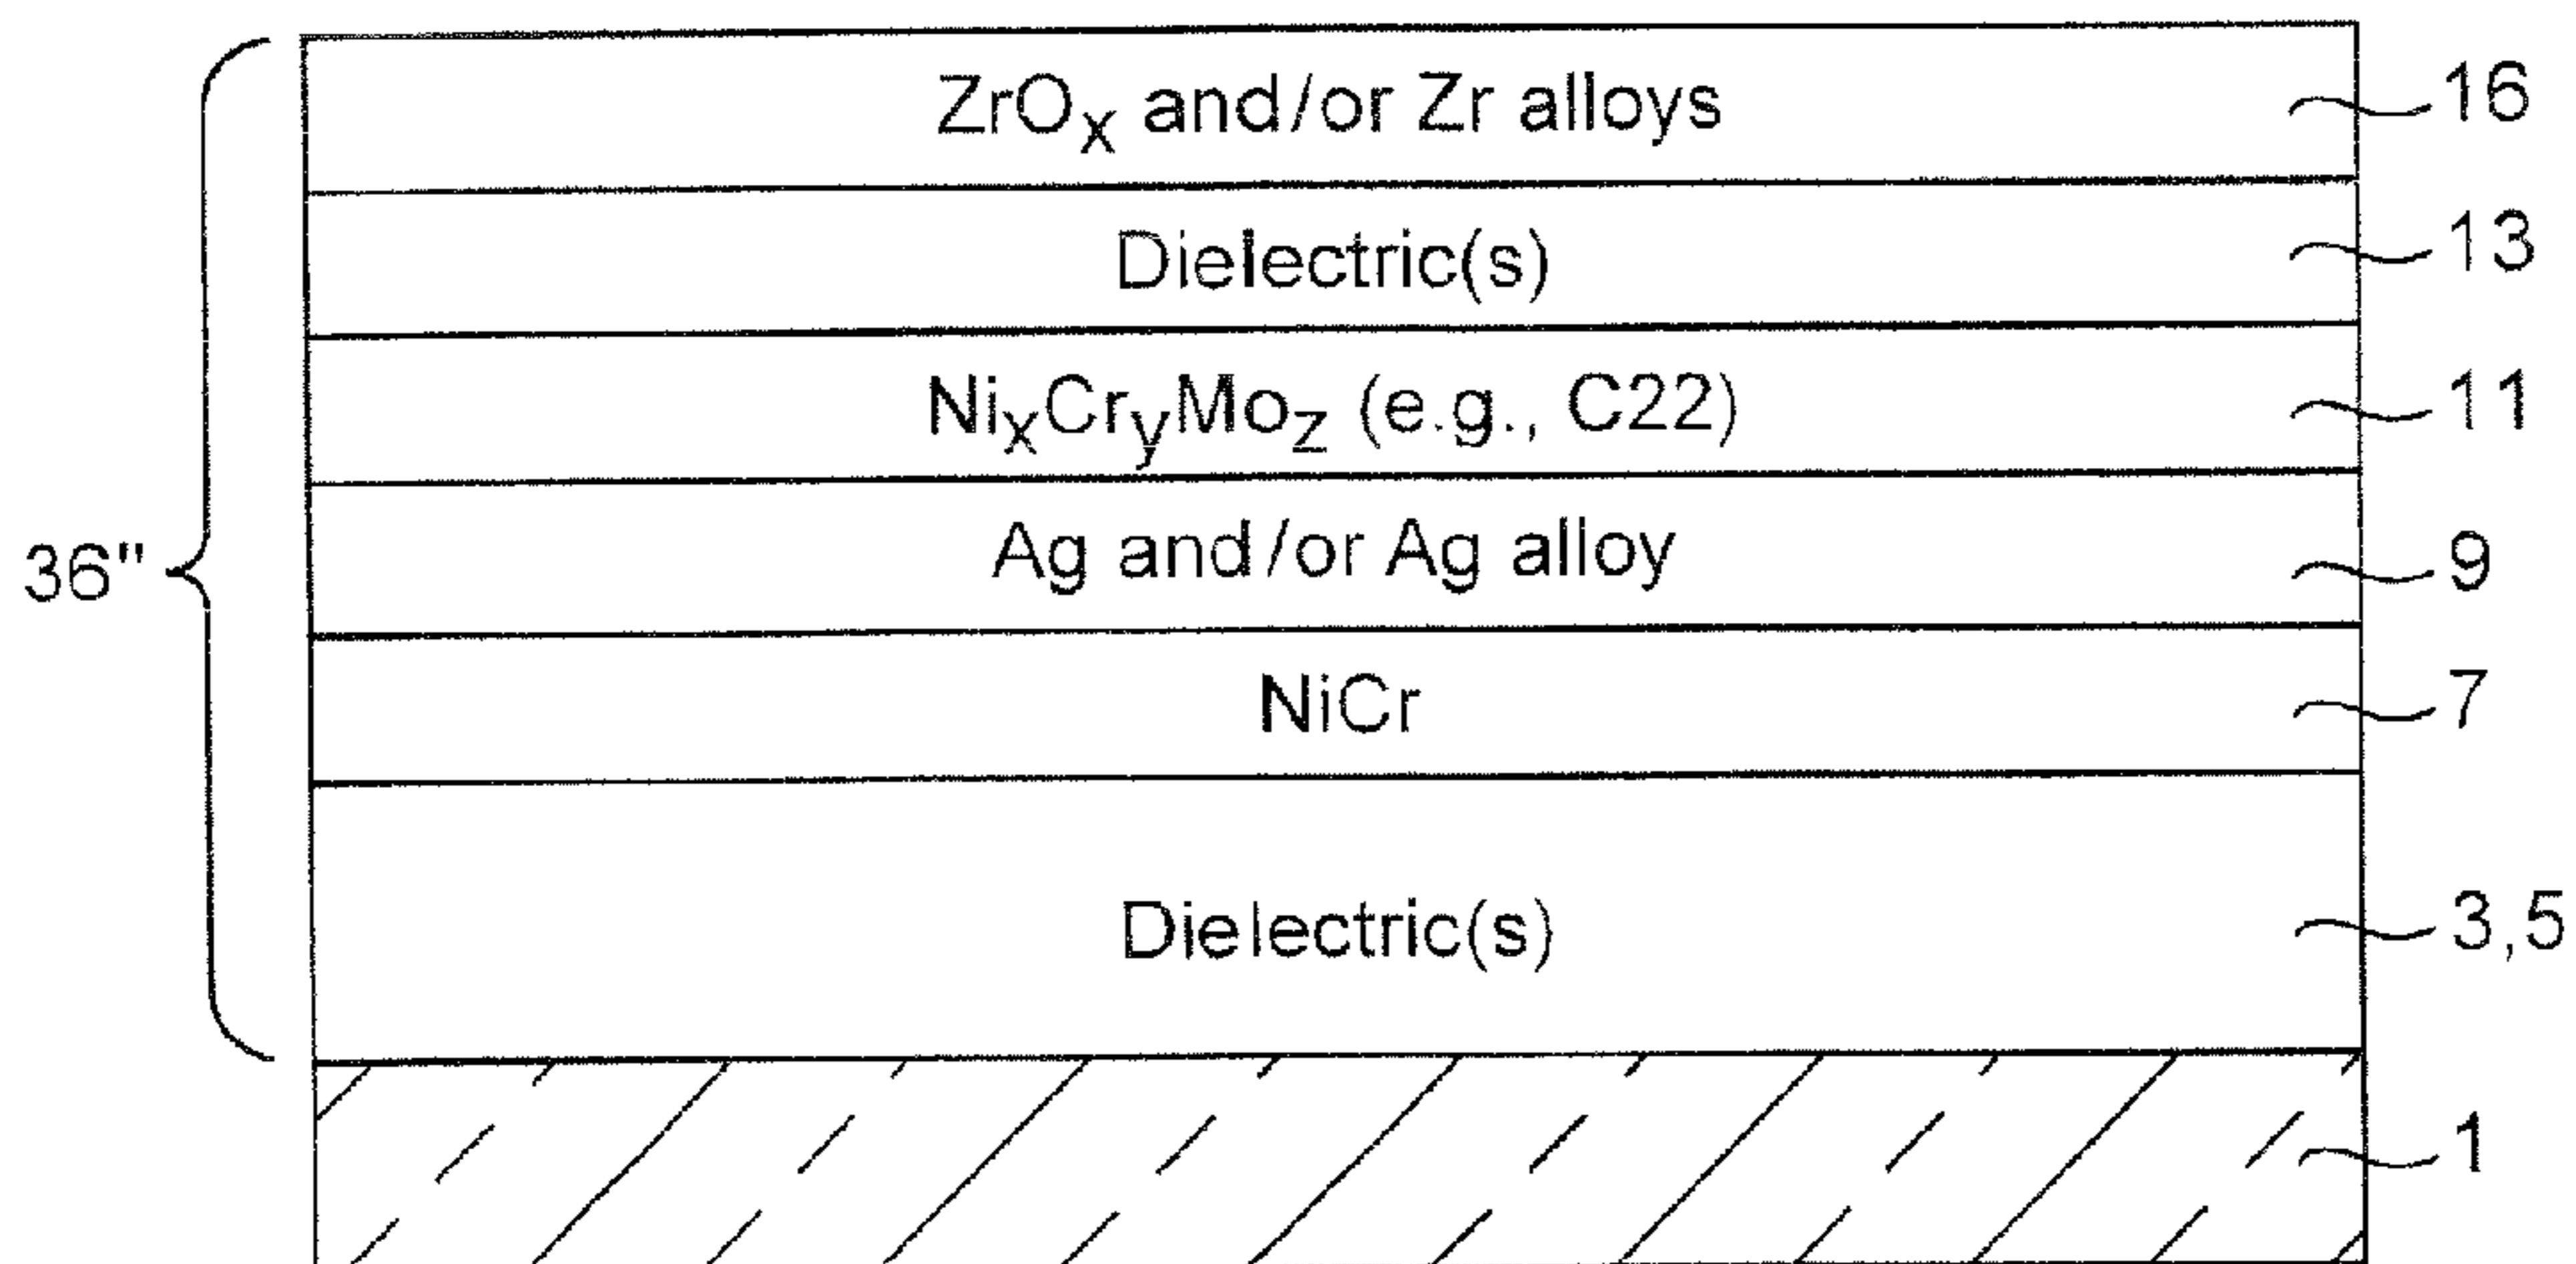 ZrOx and/or Zr alloys 16
Dielectric(s) 13
NixCryMoz (e.g., C22) 11
Ag and/or Ag alloy 9
36"
NiCr 7
Dielectric(s) 3,5
1